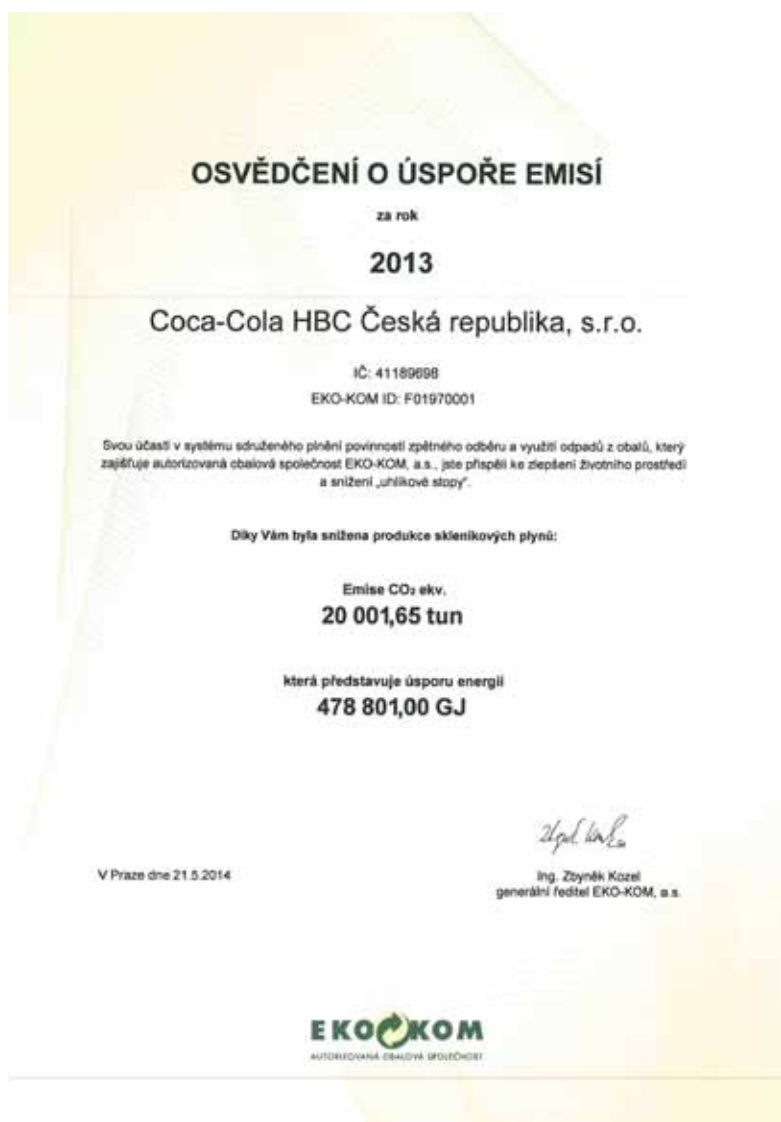 OSVĚDČENÍ O ÚSPOŘE EMISÍ
za rok
2013
Coca-Cola HBC Česká republika, s.r.o.
IČ: 41189698
EKO-KOM ID: F01970001
Svou účastí v systému sdruženého plnění povinností zpětného odběru a využití odpadů z obalů, který
zajišťuje autorizovaná obalová společnost EKO-KOM, a.s., jste přispěli ke zlepšení životního prostředí
a snížení „uhlíkové stopy".
Díky Vám byla snížena produkce skleníkových plynů:
Emise CO₂ ekv.
20 001,65 tun
která představuje úsporu energií
478 801,00 GJ
V Praze dne 21.5.2014
Ing. Zbyněk Kozel
generální ředitel EKO-KOM, a.s.
EKO KOM
AUTORIZOVANÁ OBALOVÁ SPOLEČNOST